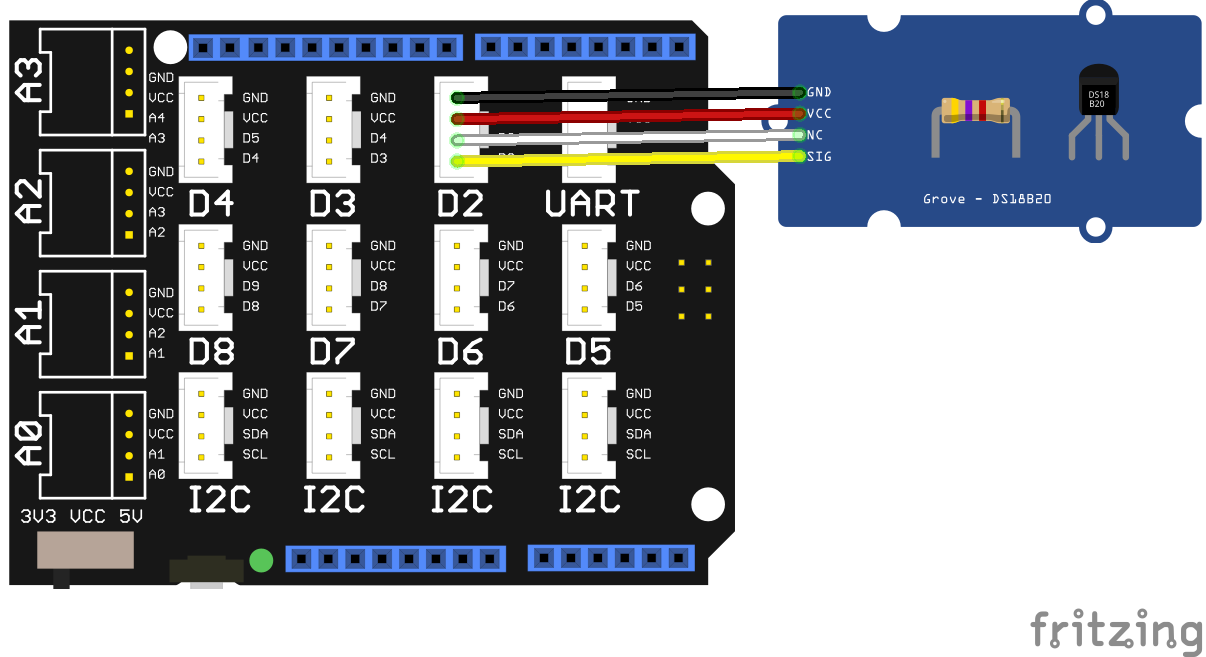 A3
GND
VCC
A4
A3
A2
GND
VCC
A3
A2
A1
GND
VCC
A2
A1
A0
GND
VCC
A1
A0
3V3 VCC 5V
GND
VCC
D5
D4
D4
GND
VCC
D4
D3
D3
D2
UART
GND
VCC
D9
D8
D8
GND
VCC
D8
D7
D7
GND
VCC
D7
D6
D6
GND
VCC
D6
D5
D5
GND
VCC
SDA
SCL
I2C
GND
VCC
SDA
SCL
I2C
GND
VCC
SDA
SCL
I2C
GND
VCC
SDA
SCL
I2C
GND
VCC
NC
SIG
DS18
B20
Grove - DS18B20
fritzing